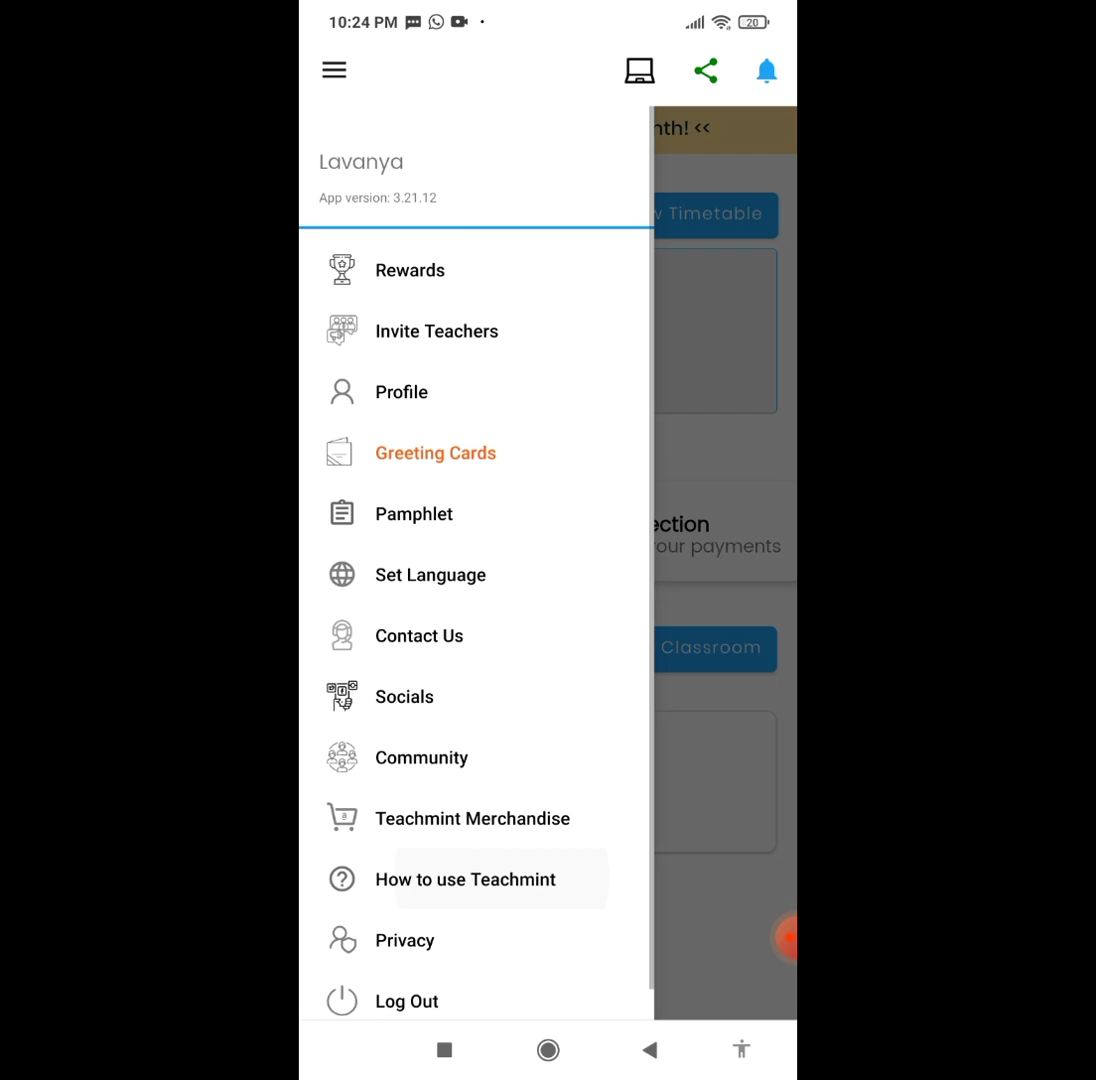 10:24 PM
20
nth! <<
Lavanya
App version: 3.21.12
Timetable
Rewards
Invite Teachers
Profile
Greeting Cards
Pamphlet
ection
our payments
Set Language
Contact Us
Classroom
Socials
Community
Teachmint Merchandise
How to use Teachmint
Privacy
Log Out